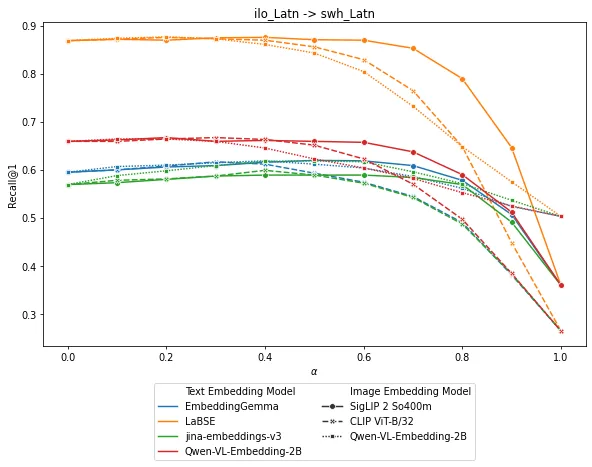 ilo_Latn -> swh_Latn
Recall@1
0.9
0.8
0.7
0.6
0.5
0.4
0.3
0.0
0.2
0.4
0.6
0.8
1.0
α
Text Embedding Model
EmbeddingGemma
LaBSE
jina-embeddings-v3
Qwen-VL-Embedding-2B
Image Embedding Model
SigLIP 2 So400m
CLIP ViT-B/32
Qwen-VL-Embedding-2B